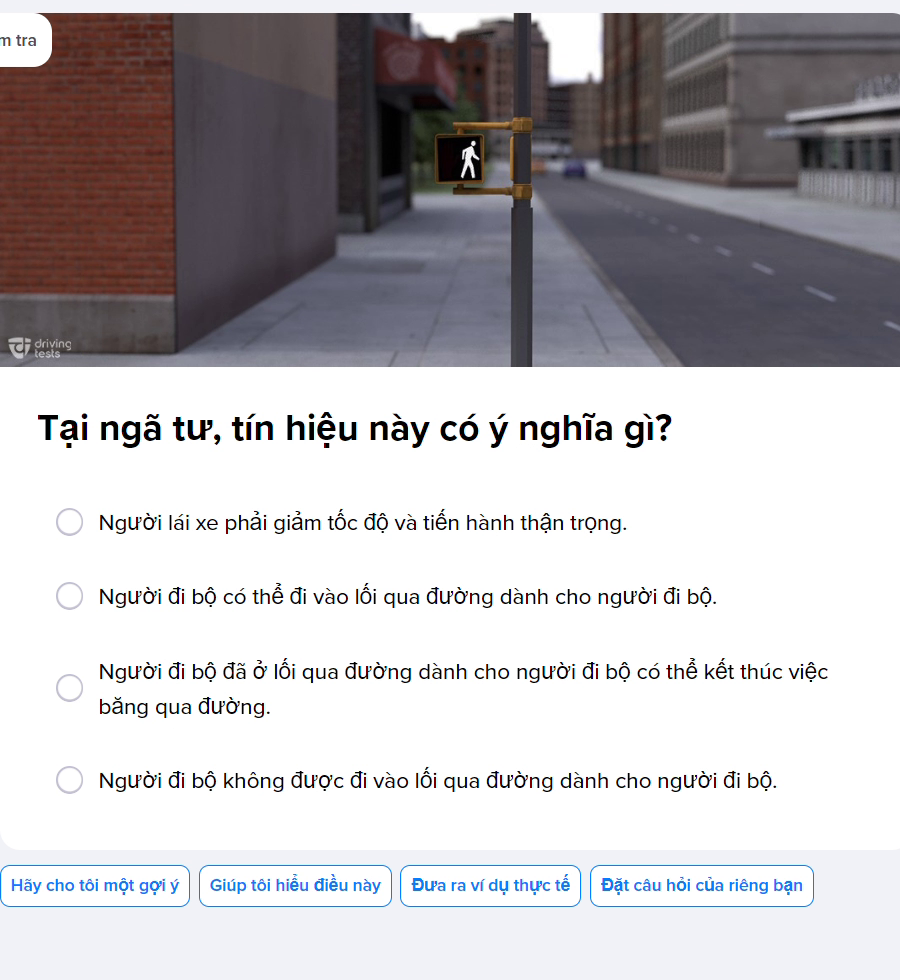 m tra
driving
tests
Tại ngã tư, tín hiệu này có ý nghĩa gì?
Người lái xe phải giảm tốc độ và tiến hành thận trọng.
Người đi bộ có thể đi vào lối qua đường dành cho người đi bộ.
Người đi bộ đã ở lối qua đường dành cho người đi bộ có thể kết thúc việc
băng qua đường.
Người đi bộ không được đi vào lối qua đường dành cho người đi bộ.
Hãy cho tôi một gợi ý
Giúp tôi hiểu điều này
Đưa ra ví dụ thực tế
Đặt câu hỏi của riêng bạn